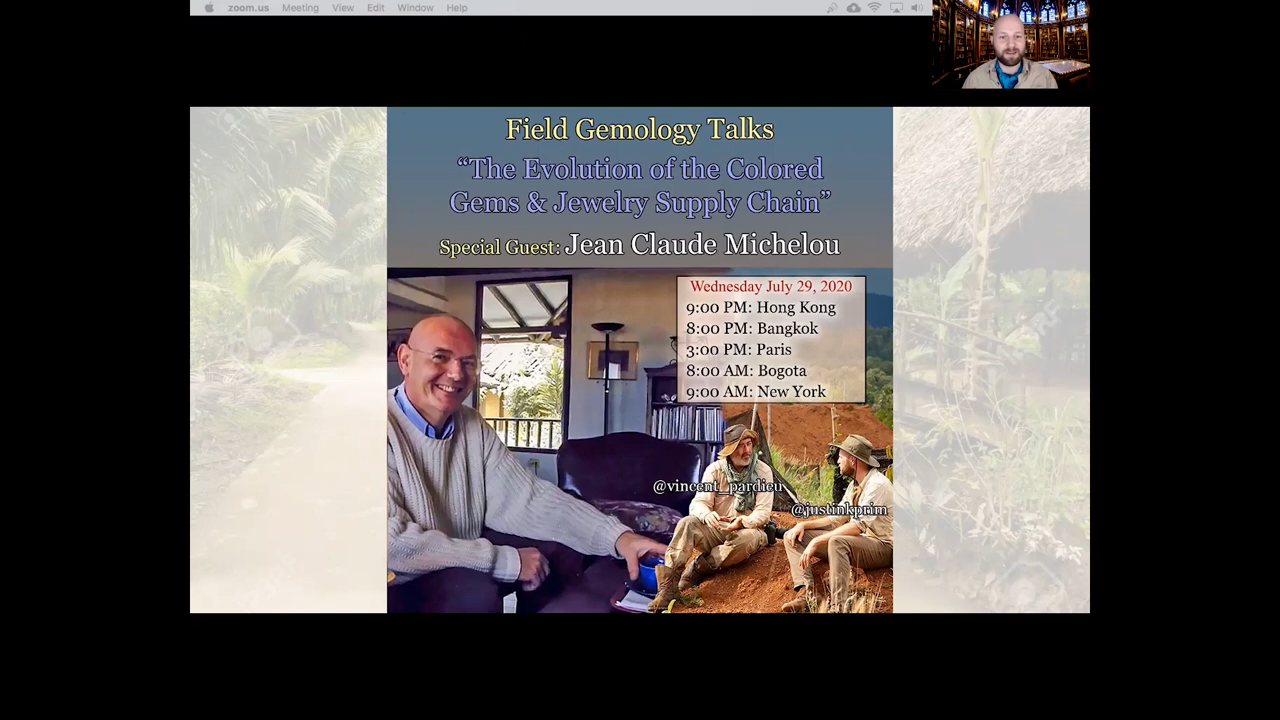 zoom.us Meeting View Edit Window Help
Field Gemology Talks
“The Evolution of the Colored
Gems & Jewelry Supply Chain”
Special Guest: Jean Claude Michelou
Wednesday July 29, 2020
9:00 PM: Hong Kong
8:00 PM: Bangkok
3:00 PM: Paris
8:00 AM: Bogota
9:00 AM: New York
@vincent_pardieu
@justinkprim